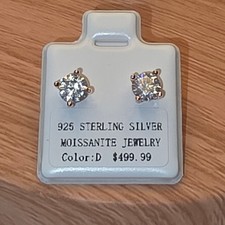 925 STERLING SILVER
MOISSANITE JEWELRY
Color:D $499.99